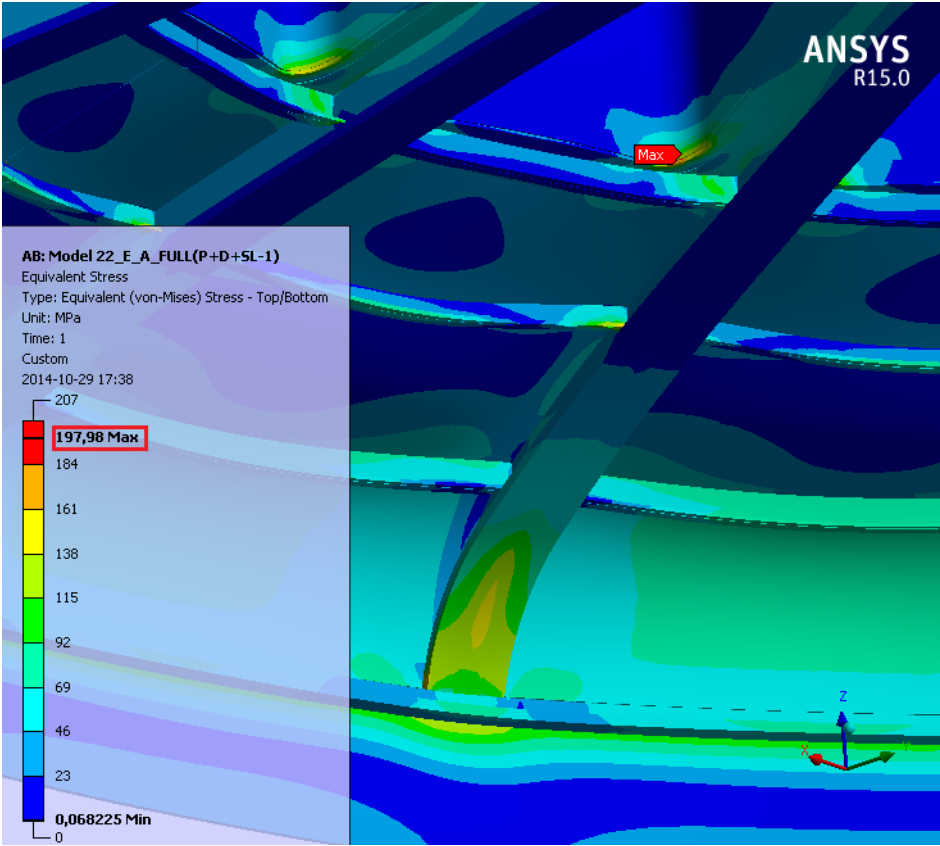 ANSYS
R15.0
Max
AB: Model 22_E_A_FULL(P+D+SL-1)
Equivalent Stress
Type: Equivalent (von-Mises) Stress - Top/Bottom
Unit: MPa
Time: 1
Custom
2014-10-29 17:38
207
197,98 Max
184
161
138
115
92
69
46
23
0,068225 Min
0
Z
X